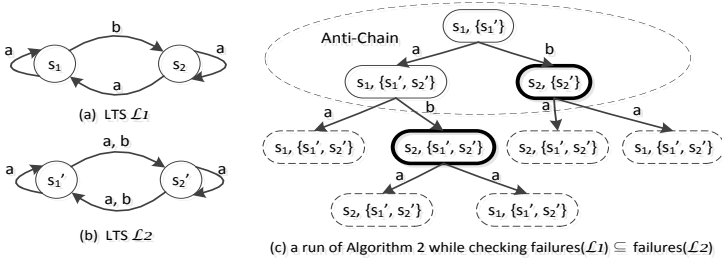 b
a
s1
s2
a
a
(a) LTS L1
a, b
a
s1'
s2'
a
a, b
(b) LTS L2
s1, {s1'}
Anti-Chain
a
b
s1, {s1', s2'}
s2, {s2'}
a
b
a
a
s1, {s1', s2'}
s2, {s1', s2'}
s2, {s1', s2'}
s1, {s1', s2'}
a
a
s2, {s1', s2'}
s1, {s1', s2'}
(c) a run of Algorithm 2 while checking failures(L1) ⊆ failures(L2)